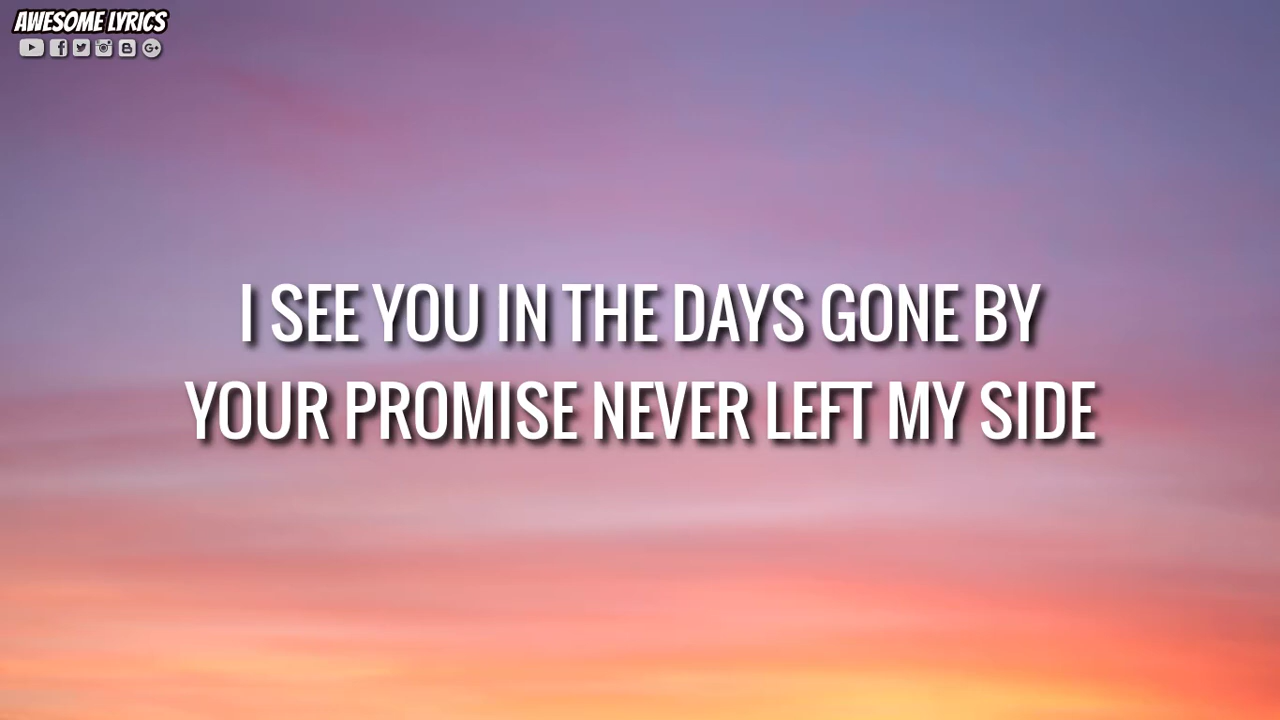 AWESOME LYRICS
I SEE YOU IN THE DAYS GONE BY
YOUR PROMISE NEVER LEFT MY SIDE